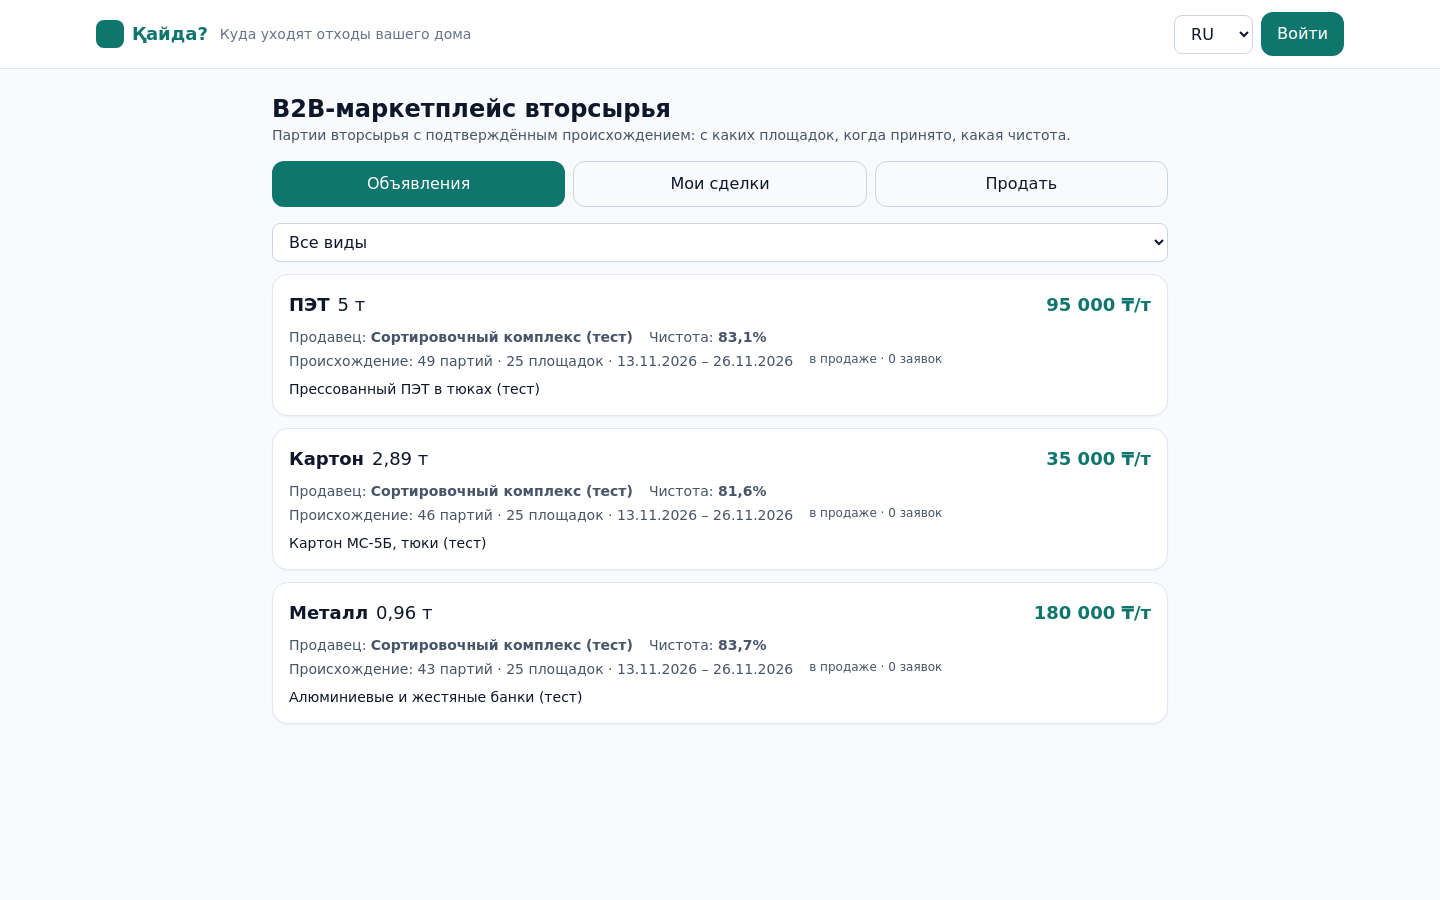 Қайда? Куда уходят отходы вашего дома RU Войти
B2B-маркетплейс вторсырья
Партии вторсырья с подтверждённым происхождением: с каких площадок, когда принято, какая чистота.
Объявления Мои сделки Продать
Все виды
ПЭТ 5 т 95 000 ₸/т
Продавец: Сортировочный комплекс (тест) Чистота: 83,1%
Происхождение: 49 партий · 25 площадок · 13.11.2026 – 26.11.2026 в продаже · 0 заявок
Прессованный ПЭТ в тюках (тест)
Картон 2,89 т 35 000 ₸/т
Продавец: Сортировочный комплекс (тест) Чистота: 81,6%
Происхождение: 46 партий · 25 площадок · 13.11.2026 – 26.11.2026 в продаже · 0 заявок
Картон МС-5Б, тюки (тест)
Металл 0,96 т 180 000 ₸/т
Продавец: Сортировочный комплекс (тест) Чистота: 83,7%
Происхождение: 43 партий · 25 площадок · 13.11.2026 – 26.11.2026 в продаже · 0 заявок
Алюминиевые и жестяные банки (тест)